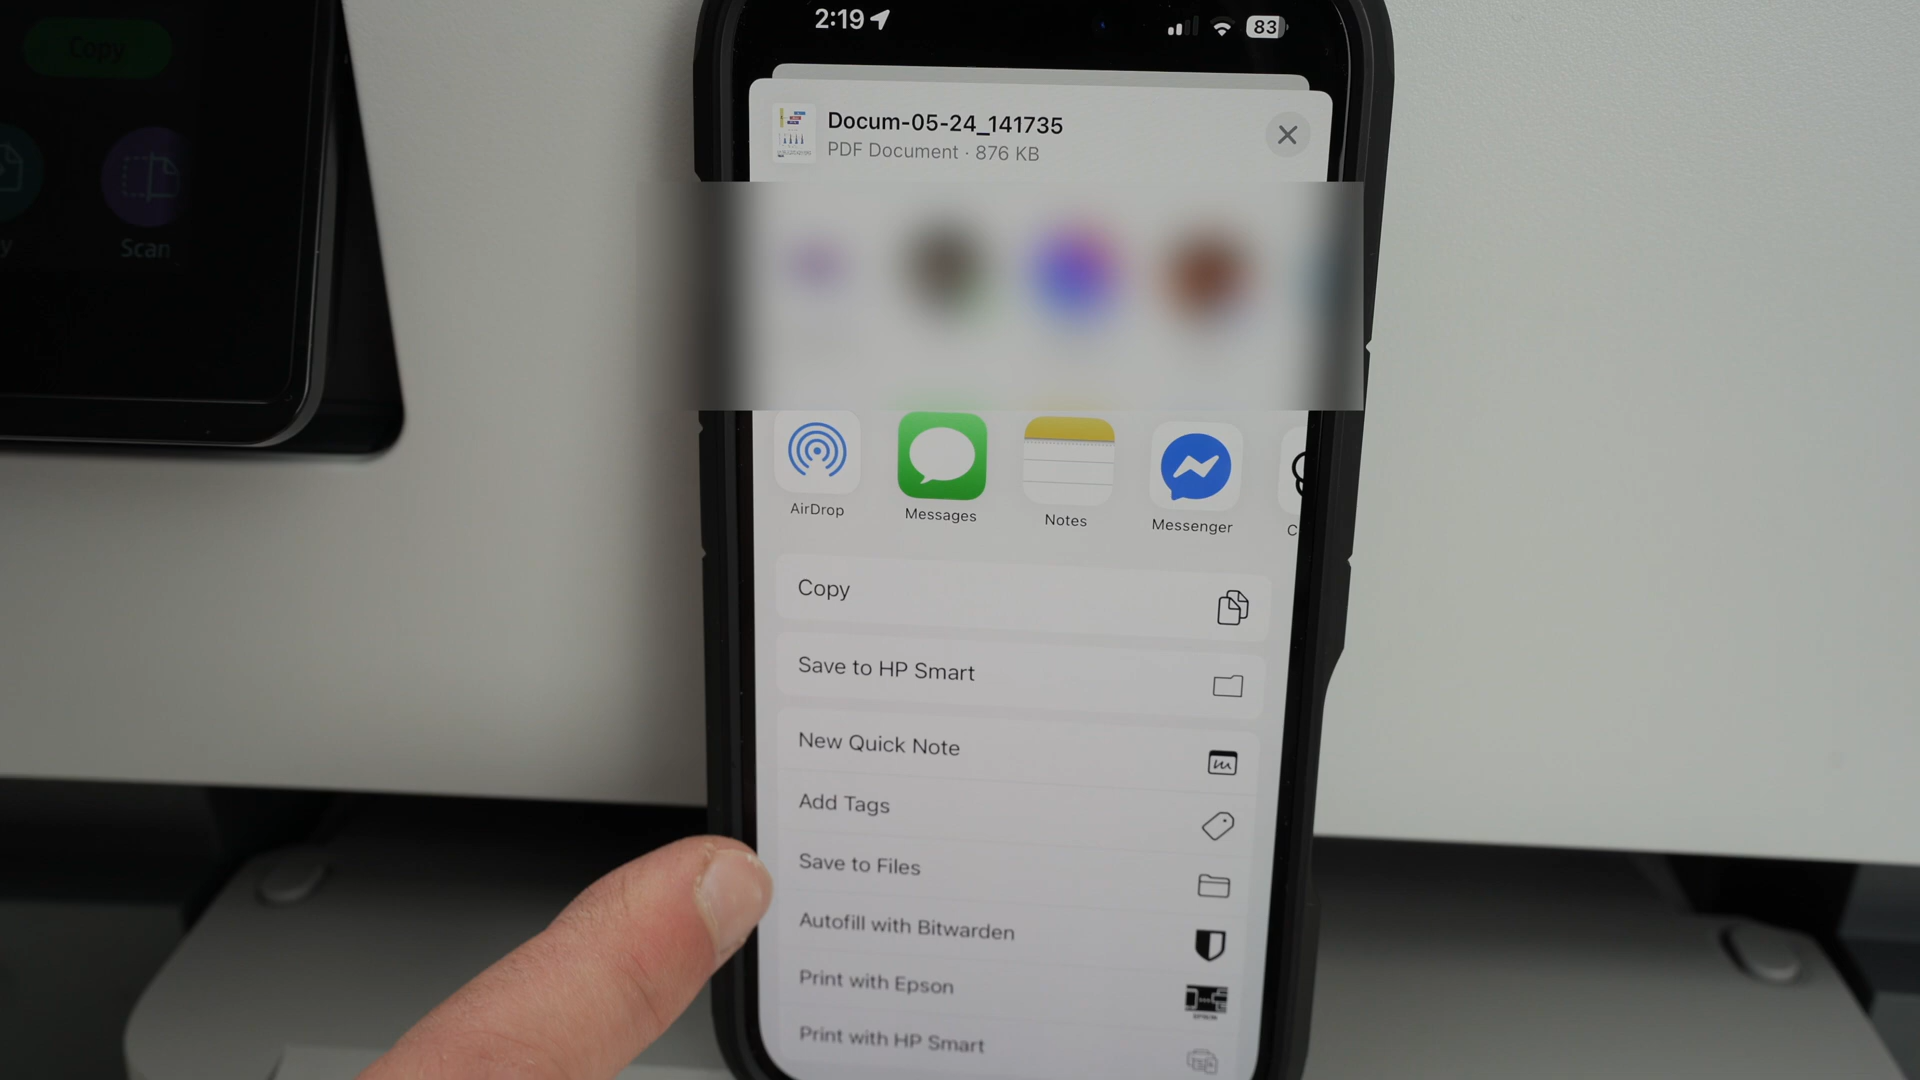 2:19
83
Copy
Scan
y
Docum-05-24_141735
PDF Document · 876 KB
AirDrop
Messages
Notes
Messenger
C
Copy
Save to HP Smart
New Quick Note
Add Tags
Save to Files
Autofill with Bitwarden
Print with Epson
Print with HP Smart